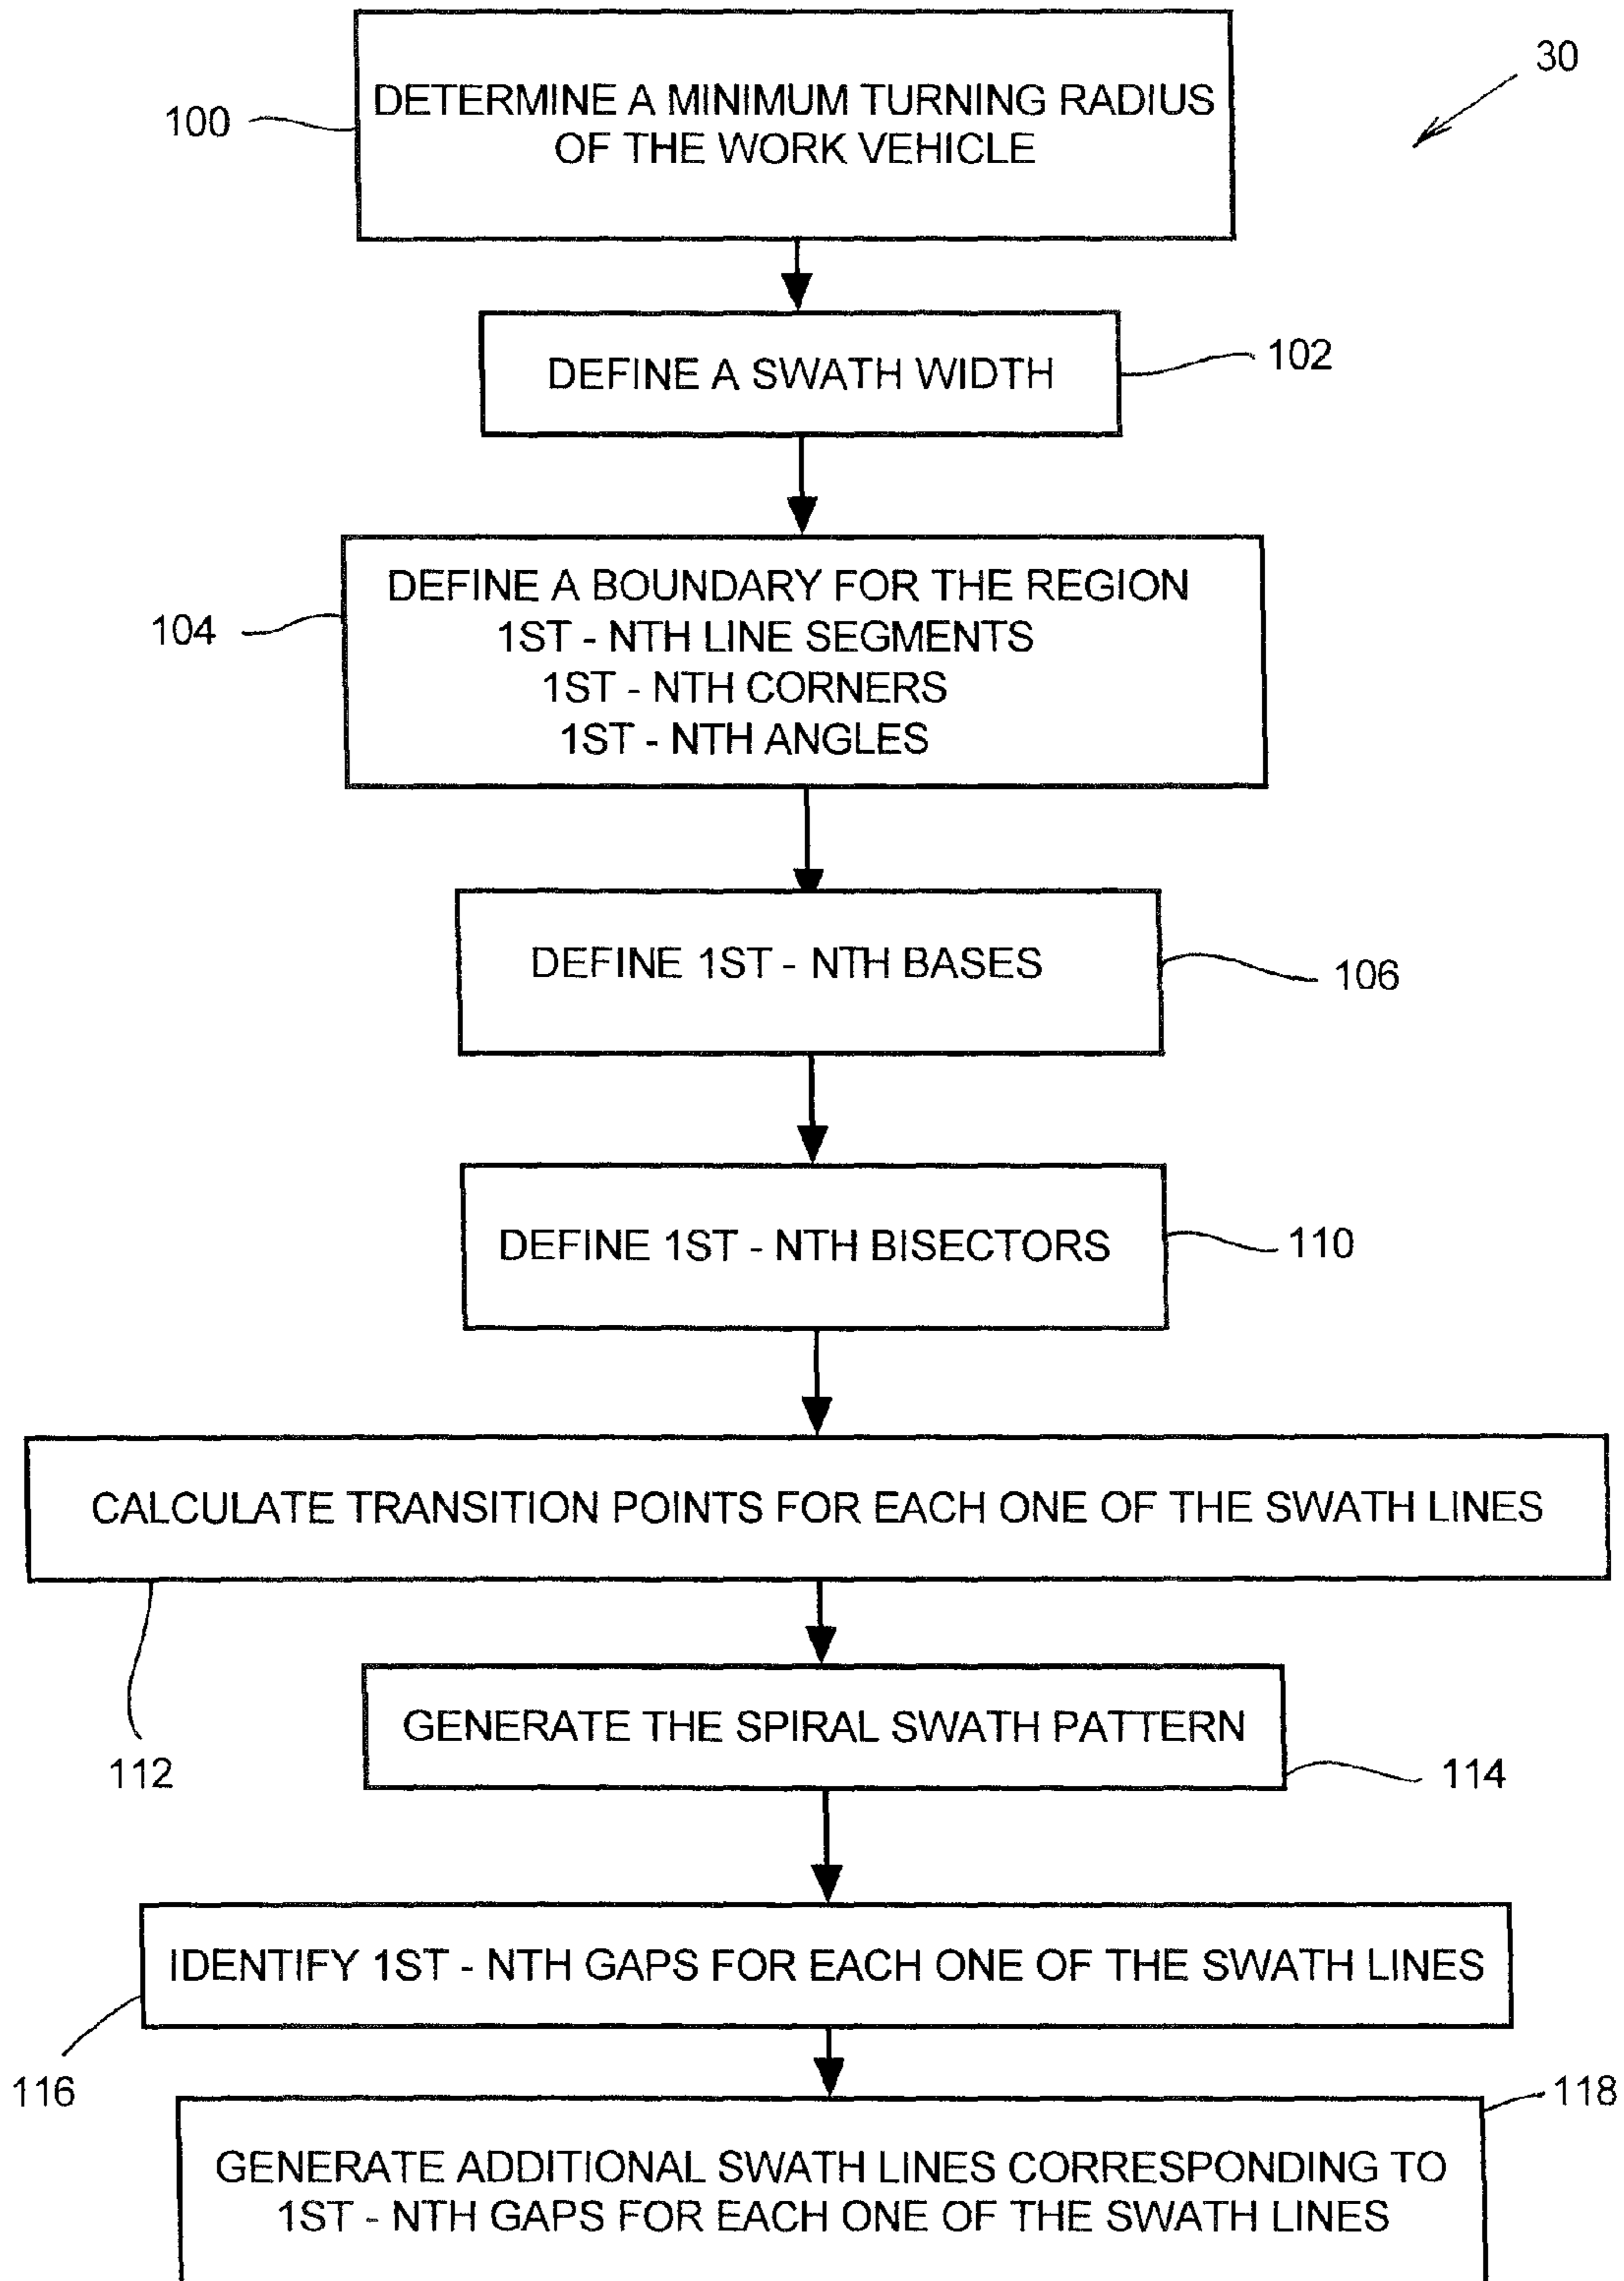 30
100
DETERMINE A MINIMUM TURNING RADIUS
OF THE WORK VEHICLE
102
DEFINE A SWATH WIDTH
104
DEFINE A BOUNDARY FOR THE REGION
1ST - NTH LINE SEGMENTS
1ST - NTH CORNERS
1ST - NTH ANGLES
DEFINE 1ST - NTH BASES
106
DEFINE 1ST - NTH BISECTORS
110
CALCULATE TRANSITION POINTS FOR EACH ONE OF THE SWATH LINES
112
GENERATE THE SPIRAL SWATH PATTERN
114
IDENTIFY 1ST - NTH GAPS FOR EACH ONE OF THE SWATH LINES
116
118
GENERATE ADDITIONAL SWATH LINES CORRESPONDING TO
1ST - NTH GAPS FOR EACH ONE OF THE SWATH LINES